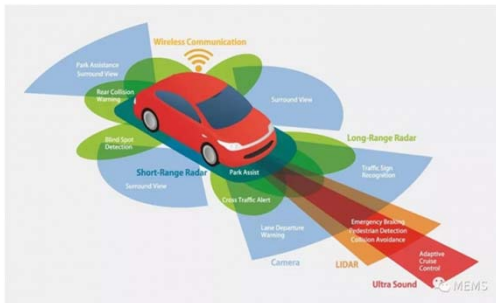 Wireless Communication
Park Assistance
Surround View
Rear Collision
Warning
Surround View
Blind Spot
Detection
Long-Range Radar
Traffic Sign
Recognition
Short-Range Radar
Park Assist
Surround View
Cross Traffic Alert
Lane Departure
Warning
Emergency Braking
Pedestrian Detection
Collision Avoidance
Camera
LIDAR
Adaptive
Cruise
Control
Ultra Sound
MEMS